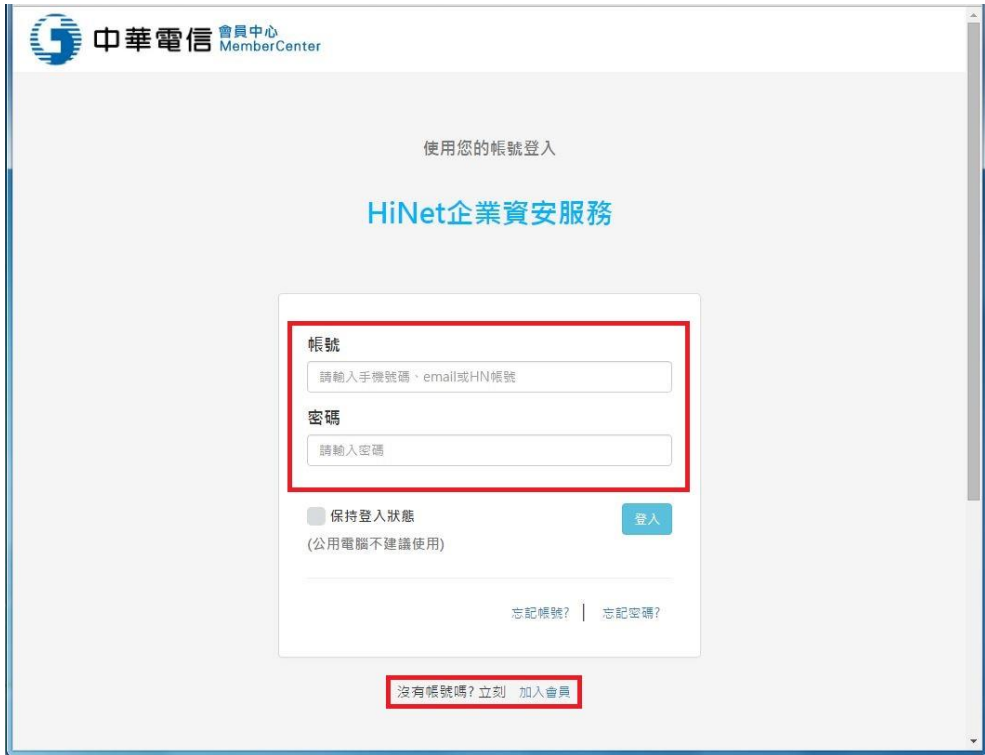 中華電信 會員中心
MemberCenter
使用您的帳號登入
HiNet企業資安服務
帳號
請輸入手機號碼、email或HN帳號
密碼
請輸入密碼
保持登入狀態
登入
(公用電腦不建議使用)
忘記帳號? | 忘記密碼?
沒有帳號嗎? 立刻 加入會員